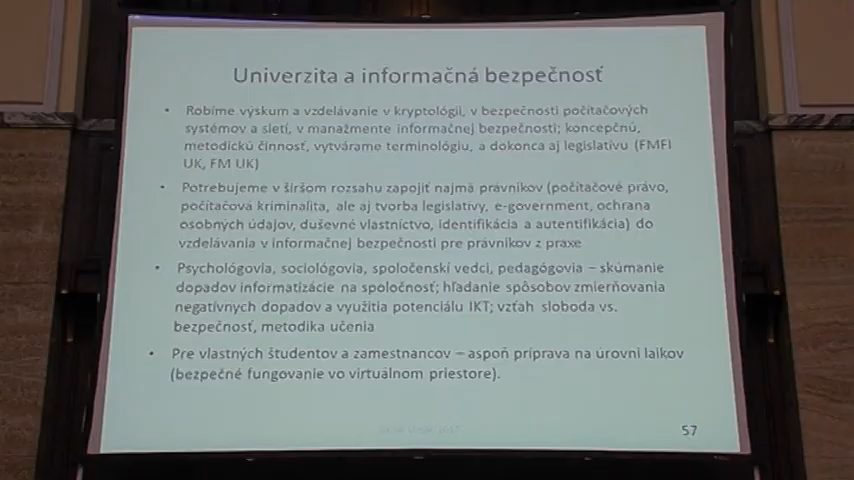 Univerzita a informačná bezpečnosť
• Robíme výskum a vzdelávanie v kryptológii, v bezpečnosti počítačových
systémov a sietí, v manažmente informačnej bezpečnosti; koncepčnú,
metodickú činnosť, vytvárame terminológiu, a dokonca aj legislatívu (FMFI
UK, FM UK)
• Potrebujeme v širšom rozsahu zapojiť najmä právnikov (počítačové právo,
počítačová kriminalita, ale aj tvorba legislatívy, e-government, ochrana
osobných údajov, duševné vlastníctvo, identifikácia a autentifikácia) do
vzdelávania v informačnej bezpečnosti pre právnikov z praxe
• Psychológovia, sociológovia, spoločenskí vedci, pedagógovia – skúmanie
dopadov informatizácie na spoločnosť; hľadanie spôsobov zmierňovania
negatívnych dopadov a využitia potenciálu IKT; vzťah sloboda vs.
bezpečnosť, metodika učenia
• Pre vlastných študentov a zamestnancov – aspoň príprava na úrovni laikov
(bezpečné fungovanie vo virtuálnom priestore).
57